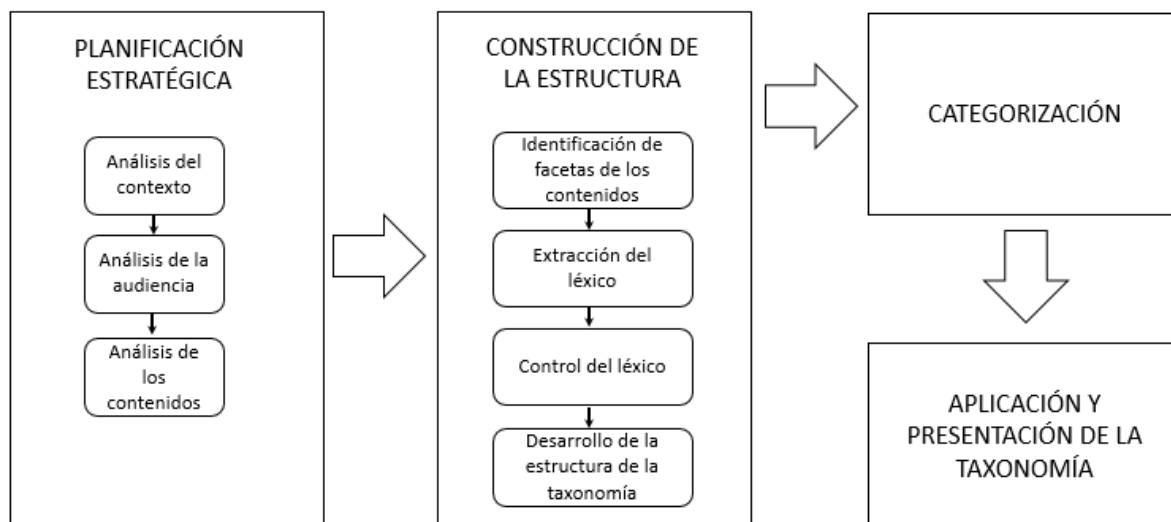 PLANIFICACIÓN
ESTRATÉGICA
Análisis del
contexto
Análisis de la
audiencia
Análisis de
los
contenidos
CONSTRUCCIÓN DE
LA ESTRUCTURA
Identificación de
facetas de los
contenidos
Extracción del
léxico
Control del léxico
Desarrollo de la
estructura de la
taxonomía
CATEGORIZACIÓN
APLICACIÓN Y
PRESENTACIÓN DE LA
TAXONOMÍA